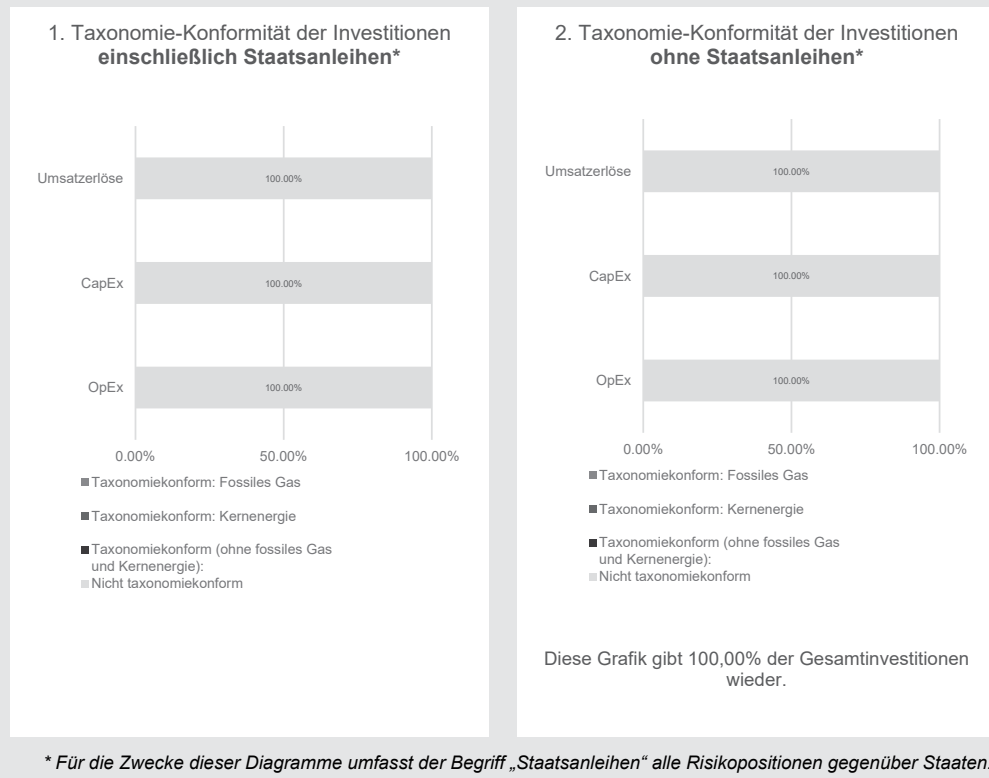 1. Taxonomie-Konformität der Investitionen
einschließlich Staatsanleihen*
Umsatzerlöse
100.00%
CapEx
100.00%
OpEx
100.00%
0.00%
50.00%
100.00%
Taxonomiekonform: Fossiles Gas
Taxonomiekonform: Kernenergie
Taxonomiekonform (ohne fossiles Gas
und Kernenergie):
Nicht taxonomiekonform
2. Taxonomie-Konformität der Investitionen
ohne Staatsanleihen*
Umsatzerlöse
100.00%
CapEx
100.00%
OpEx
100.00%
0.00%
50.00%
100.00%
Taxonomiekonform: Fossiles Gas
Taxonomiekonform: Kernenergie
Taxonomiekonform (ohne fossiles Gas
und Kernenergie):
Nicht taxonomiekonform
Diese Grafik gibt 100,00% der Gesamtinvestitionen
wieder.
* Für die Zwecke dieser Diagramme umfasst der Begriff „Staatsanleihen“ alle Risikopositionen gegenüber Staaten.